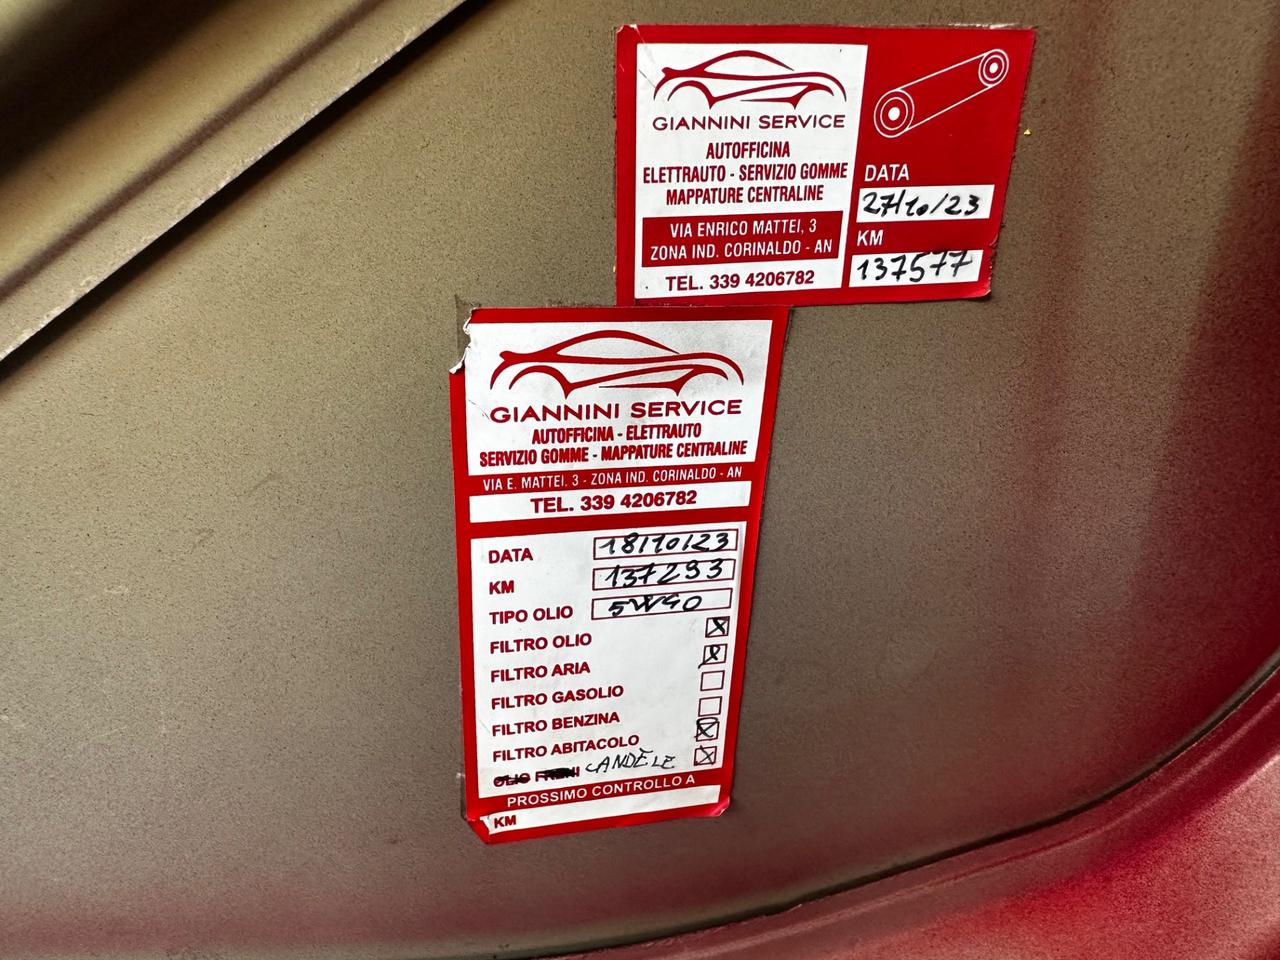 GIANNINI SERVICE
AUTOFFICINA
ELETTRAUTO - SERVIZIO GOMME
MAPPATURE CENTRALINE
VIA ENRICO MATTEI, 3
ZONA IND. CORINALDO - AN
TEL. 339 4206782
DATA
27/10/23
KM
137577
GIANNINI SERVICE
AUTOFFICINA - ELETTRAUTO
SERVIZIO GOMME - MAPPATURE CENTRALINE
VIA E. MATTEI. 3 - ZONA IND. CORINALDO - AN
TEL. 339 4206782
DATA 18/10/23
KM 137293
TIPO OLIO 5W40
FILTRO OLIO X
FILTRO ARIA X
FILTRO GASOLIO
FILTRO BENZINA
FILTRO ABITACOLO X
OLIO FRENI CANDELE X
PROSSIMO CONTROLLO A
KM